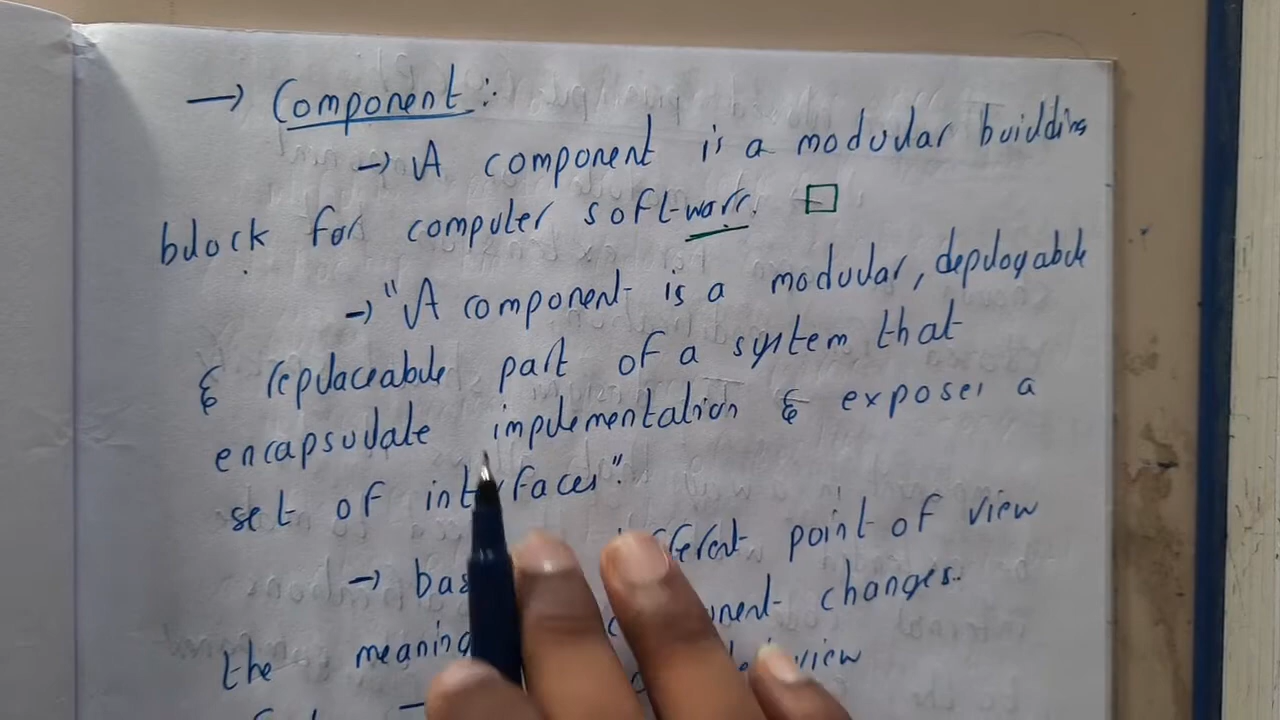 → Component:
→ A component is a modular building
block for computer software.
→ "A component is a modular, deployable
& replaceable part of a system that
encapsulate implementation & exposes a
set of interfaces".
→ point of view
the meaning changes.
view